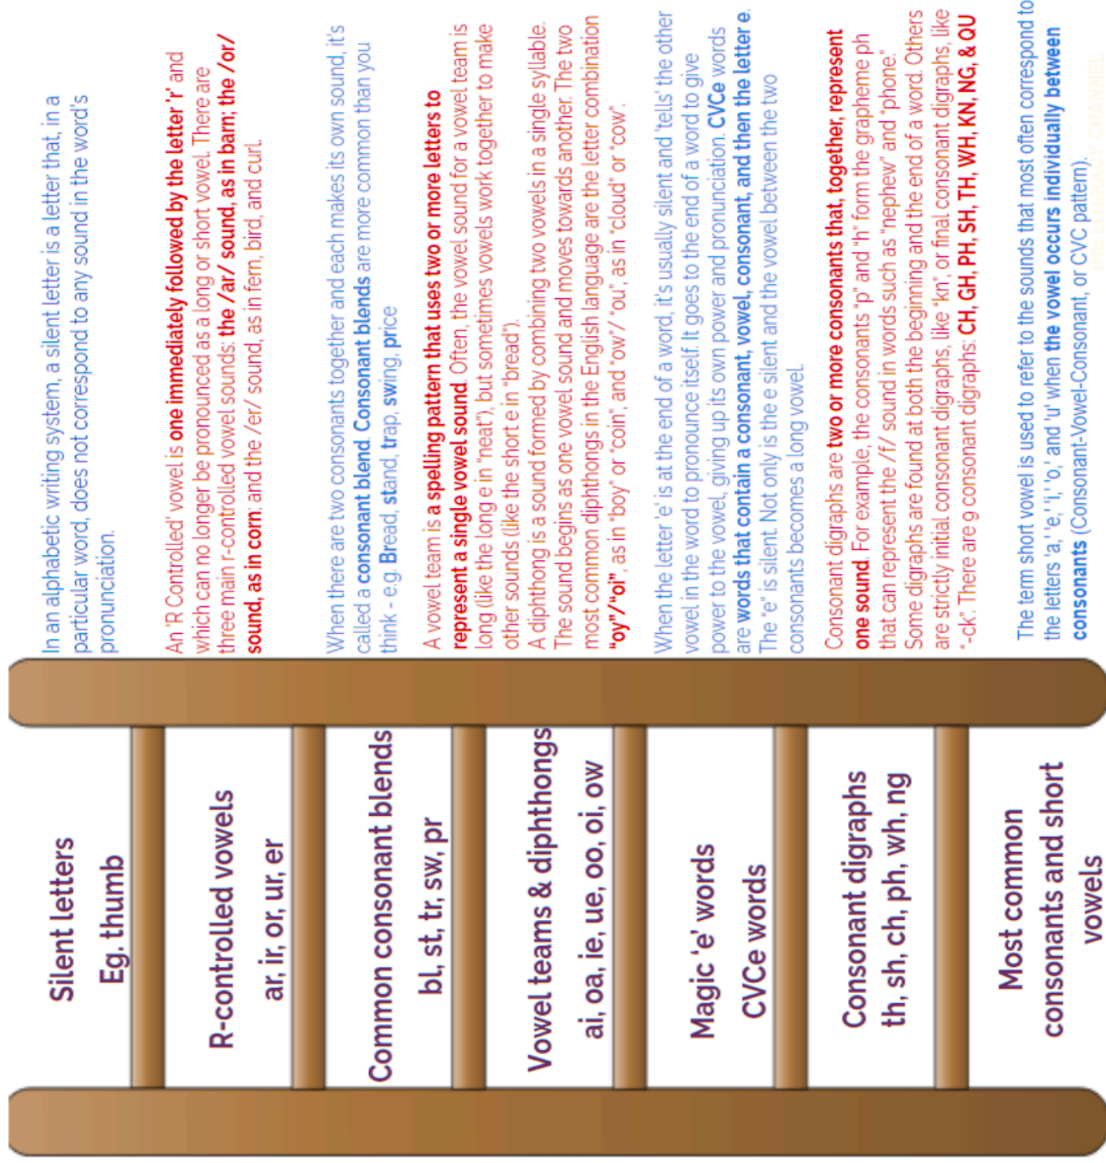 Silent letters
Eg. thumb
In an alphabetic writing system, a silent letter is a letter that, in a
particular word, does not correspond to any sound in the word's
pronunciation.
R-controlled vowels
ar, ir, or, ur, er
An 'R Controlled' vowel is one immediately followed by the letter 'r' and
which can no longer be pronounced as a long or short vowel. There are
three main r-controlled vowel sounds: the /ar/ sound, as in barn; the /or/
sound, as in corn; and the /er/ sound, as in fern, bird, and curl.
Common consonant blends
bl, st, tr, sw, pr
When there are two consonants together and each makes its own sound, it's
called a consonant blend. Consonant blends are more common than you
think - e.g. Bread, stand, trap, swing, price
Vowel teams & diphthongs
ai, oa, ie, ue, oo, oi, ow
A vowel team is a spelling pattern that uses two or more letters to
represent a single vowel sound. Often, the vowel sound for a vowel team is
long (like the long e in "neat"), but sometimes vowels work together to make
other sounds (like the short e in "bread").
A diphthong is a sound formed by combining two vowels in a single syllable.
The sound begins as one vowel sound and moves towards another. The two
most common diphthongs in the English language are the letter combination
"oy"/"oi", as in "boy" or "coin", and "ow"/ "ou", as in "cloud" or "cow".
Magic 'e' words
CVCe words
When the letter 'e' is at the end of a word, it's usually silent and 'tells' the other
vowel in the word to pronounce itself. It goes to the end of a word to give
power to the vowel, giving up its own power and pronunciation. CVCe words
are words that contain a consonant, vowel, consonant, and then the letter e.
The "e" is silent. Not only is the e silent and the vowel between the two
consonants becomes a long vowel.
Consonant digraphs
th, sh, ch, ph, wh, ng
Consonant digraphs are two or more consonants that, together, represent
one sound. For example, the consonants "p" and "h" form the grapheme ph
that can represent the /f/ sound in words such as "nephew" and "phone."
Some digraphs are found at both the beginning and the end of a word. Others
are strictly initial consonant digraphs, like "kn", or final consonant digraphs, like
"-ck". There are 9 consonant digraphs: CH, GH, PH, SH, TH, WH, KN, NG, & QU
Most common
consonants and short
vowels
The term short vowel is used to refer to the sounds that most often correspond to
the letters 'a,' 'e,' 'i,' 'o,' and 'u' when the vowel occurs individually between
consonants (Consonant-Vowel-Consonant, or CVC pattern).
THE LITERACY CHANNEL